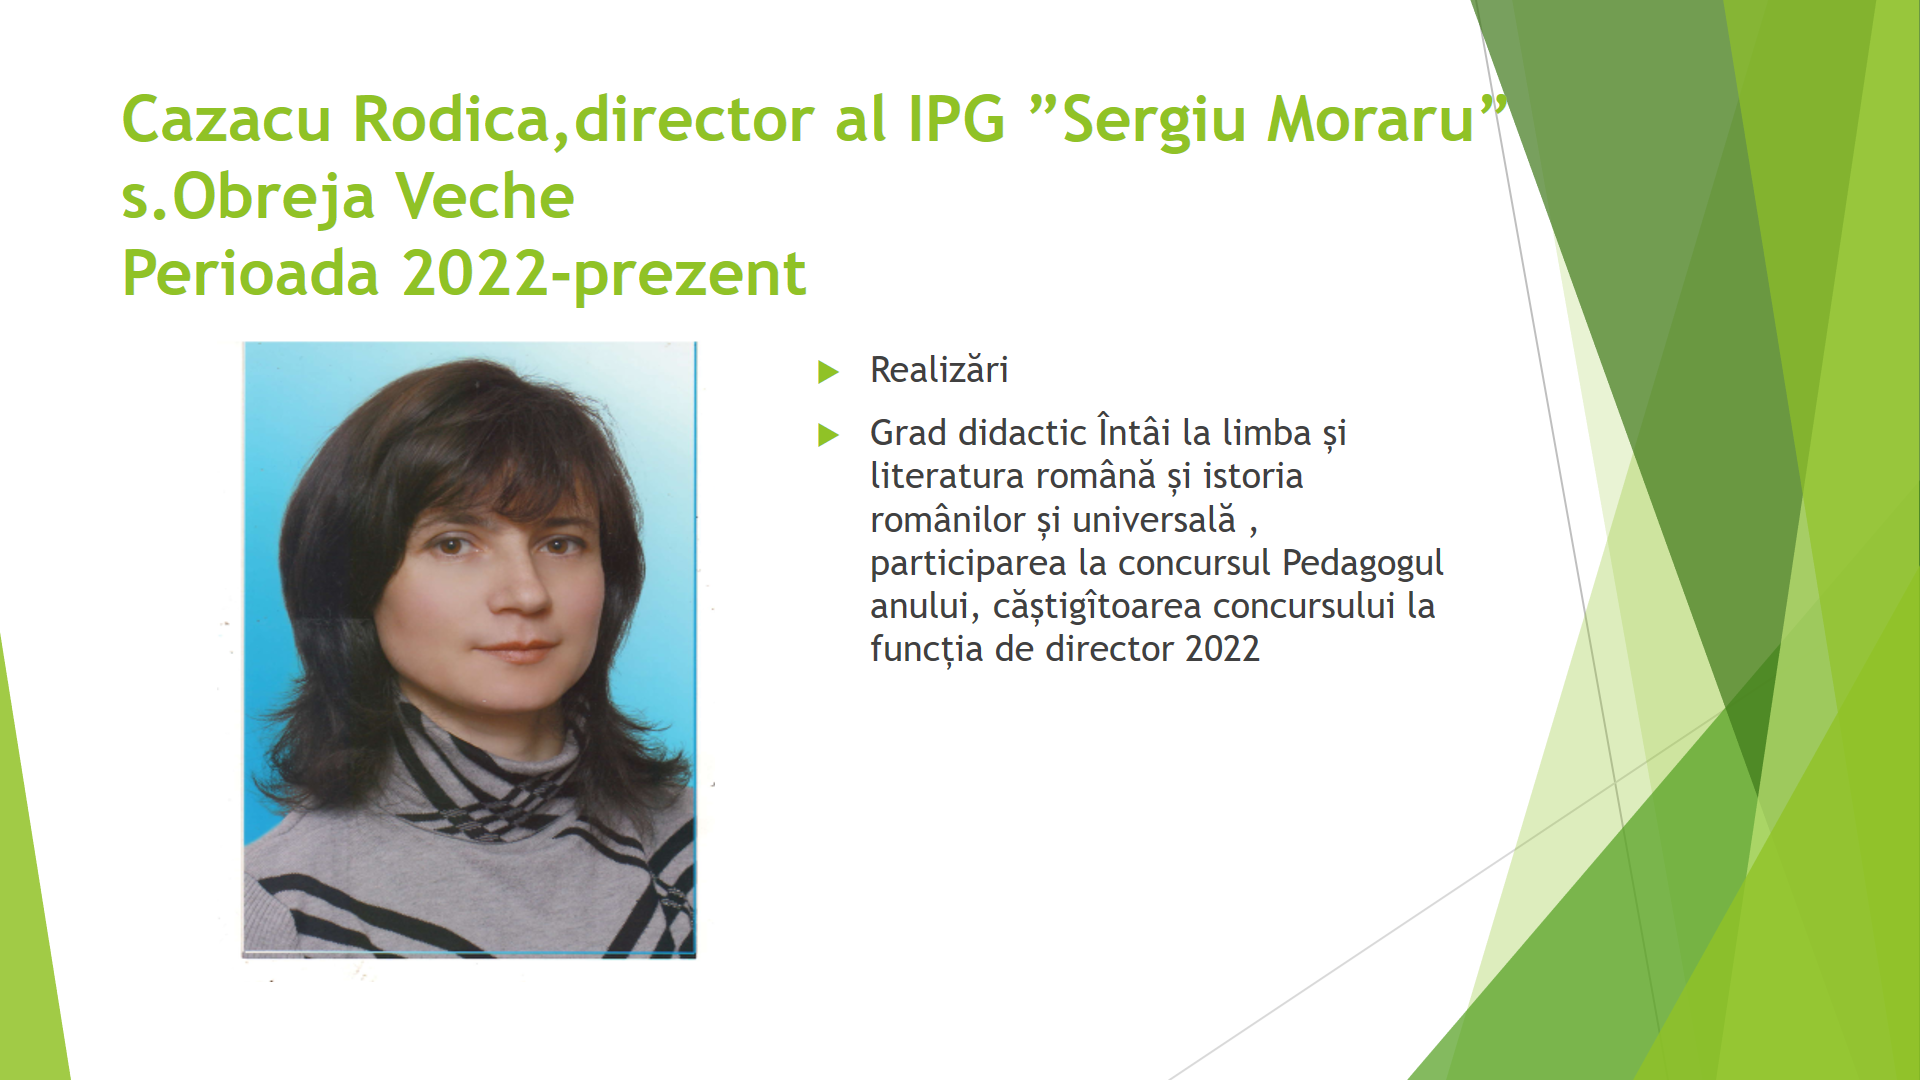 Cazacu Rodica,director al IPG ”Sergiu Moraru”
s.Obreja Veche
Perioada 2022-prezent
Realizări
Grad didactic Întâi la limba și
literatura română și istoria
românilor și universală ,
participarea la concursul Pedagogul
anului, căștigîtoarea concursului la
funcția de director 2022